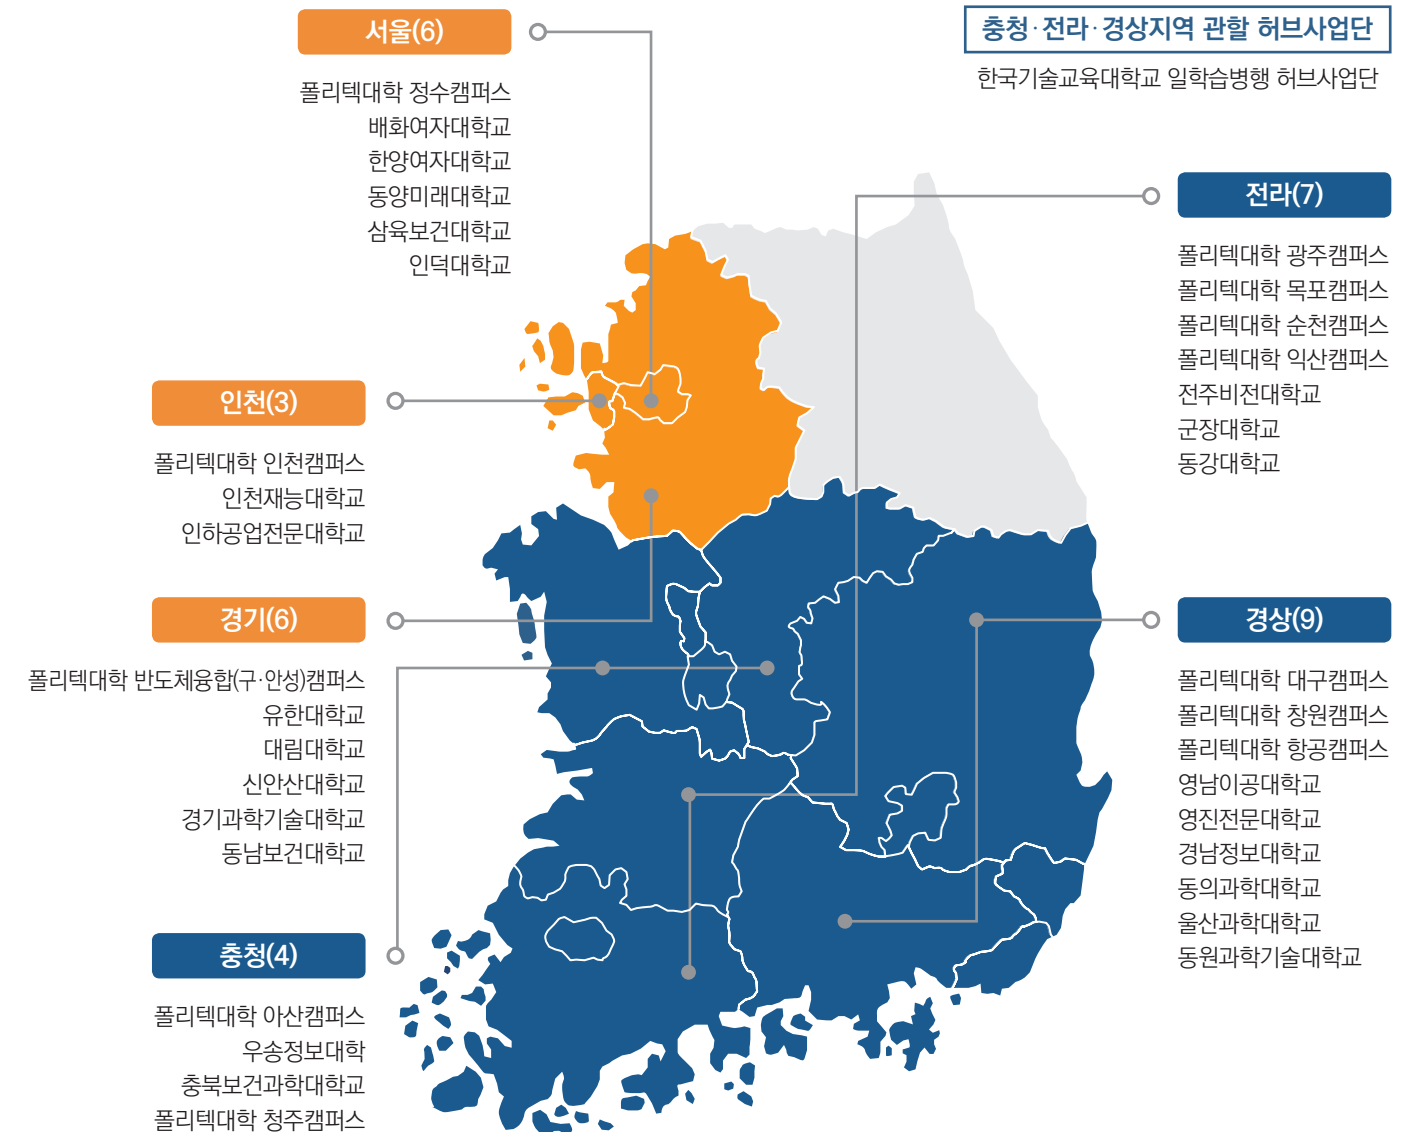 서울(6)
폴리텍대학 정수캠퍼스
배화여자대학교
한양여자대학교
동양미래대학교
삼육보건대학교
인덕대학교
인천(3)
폴리텍대학 인천캠퍼스
인천재능대학교
인하공업전문대학교
경기(6)
폴리텍대학 반도체융합(구·안성)캠퍼스
유한대학교
대림대학교
신안산대학교
경기과학기술대학교
동남보건대학교
충청(4)
폴리텍대학 아산캠퍼스
우송정보대학
충북보건과학대학교
폴리텍대학 청주캠퍼스
충청·전라·경상지역 관할 허브사업단
한국기술교육대학교 일학습병행 허브사업단
전라(7)
폴리텍대학 광주캠퍼스
폴리텍대학 목포캠퍼스
폴리텍대학 순천캠퍼스
폴리텍대학 익산캠퍼스
전주비전대학교
군장대학교
동강대학교
경상(9)
폴리텍대학 대구캠퍼스
폴리텍대학 창원캠퍼스
폴리텍대학 항공캠퍼스
영남이공대학교
영진전문대학교
경남정보대학교
동의과학대학교
울산과학대학교
동원과학기술대학교